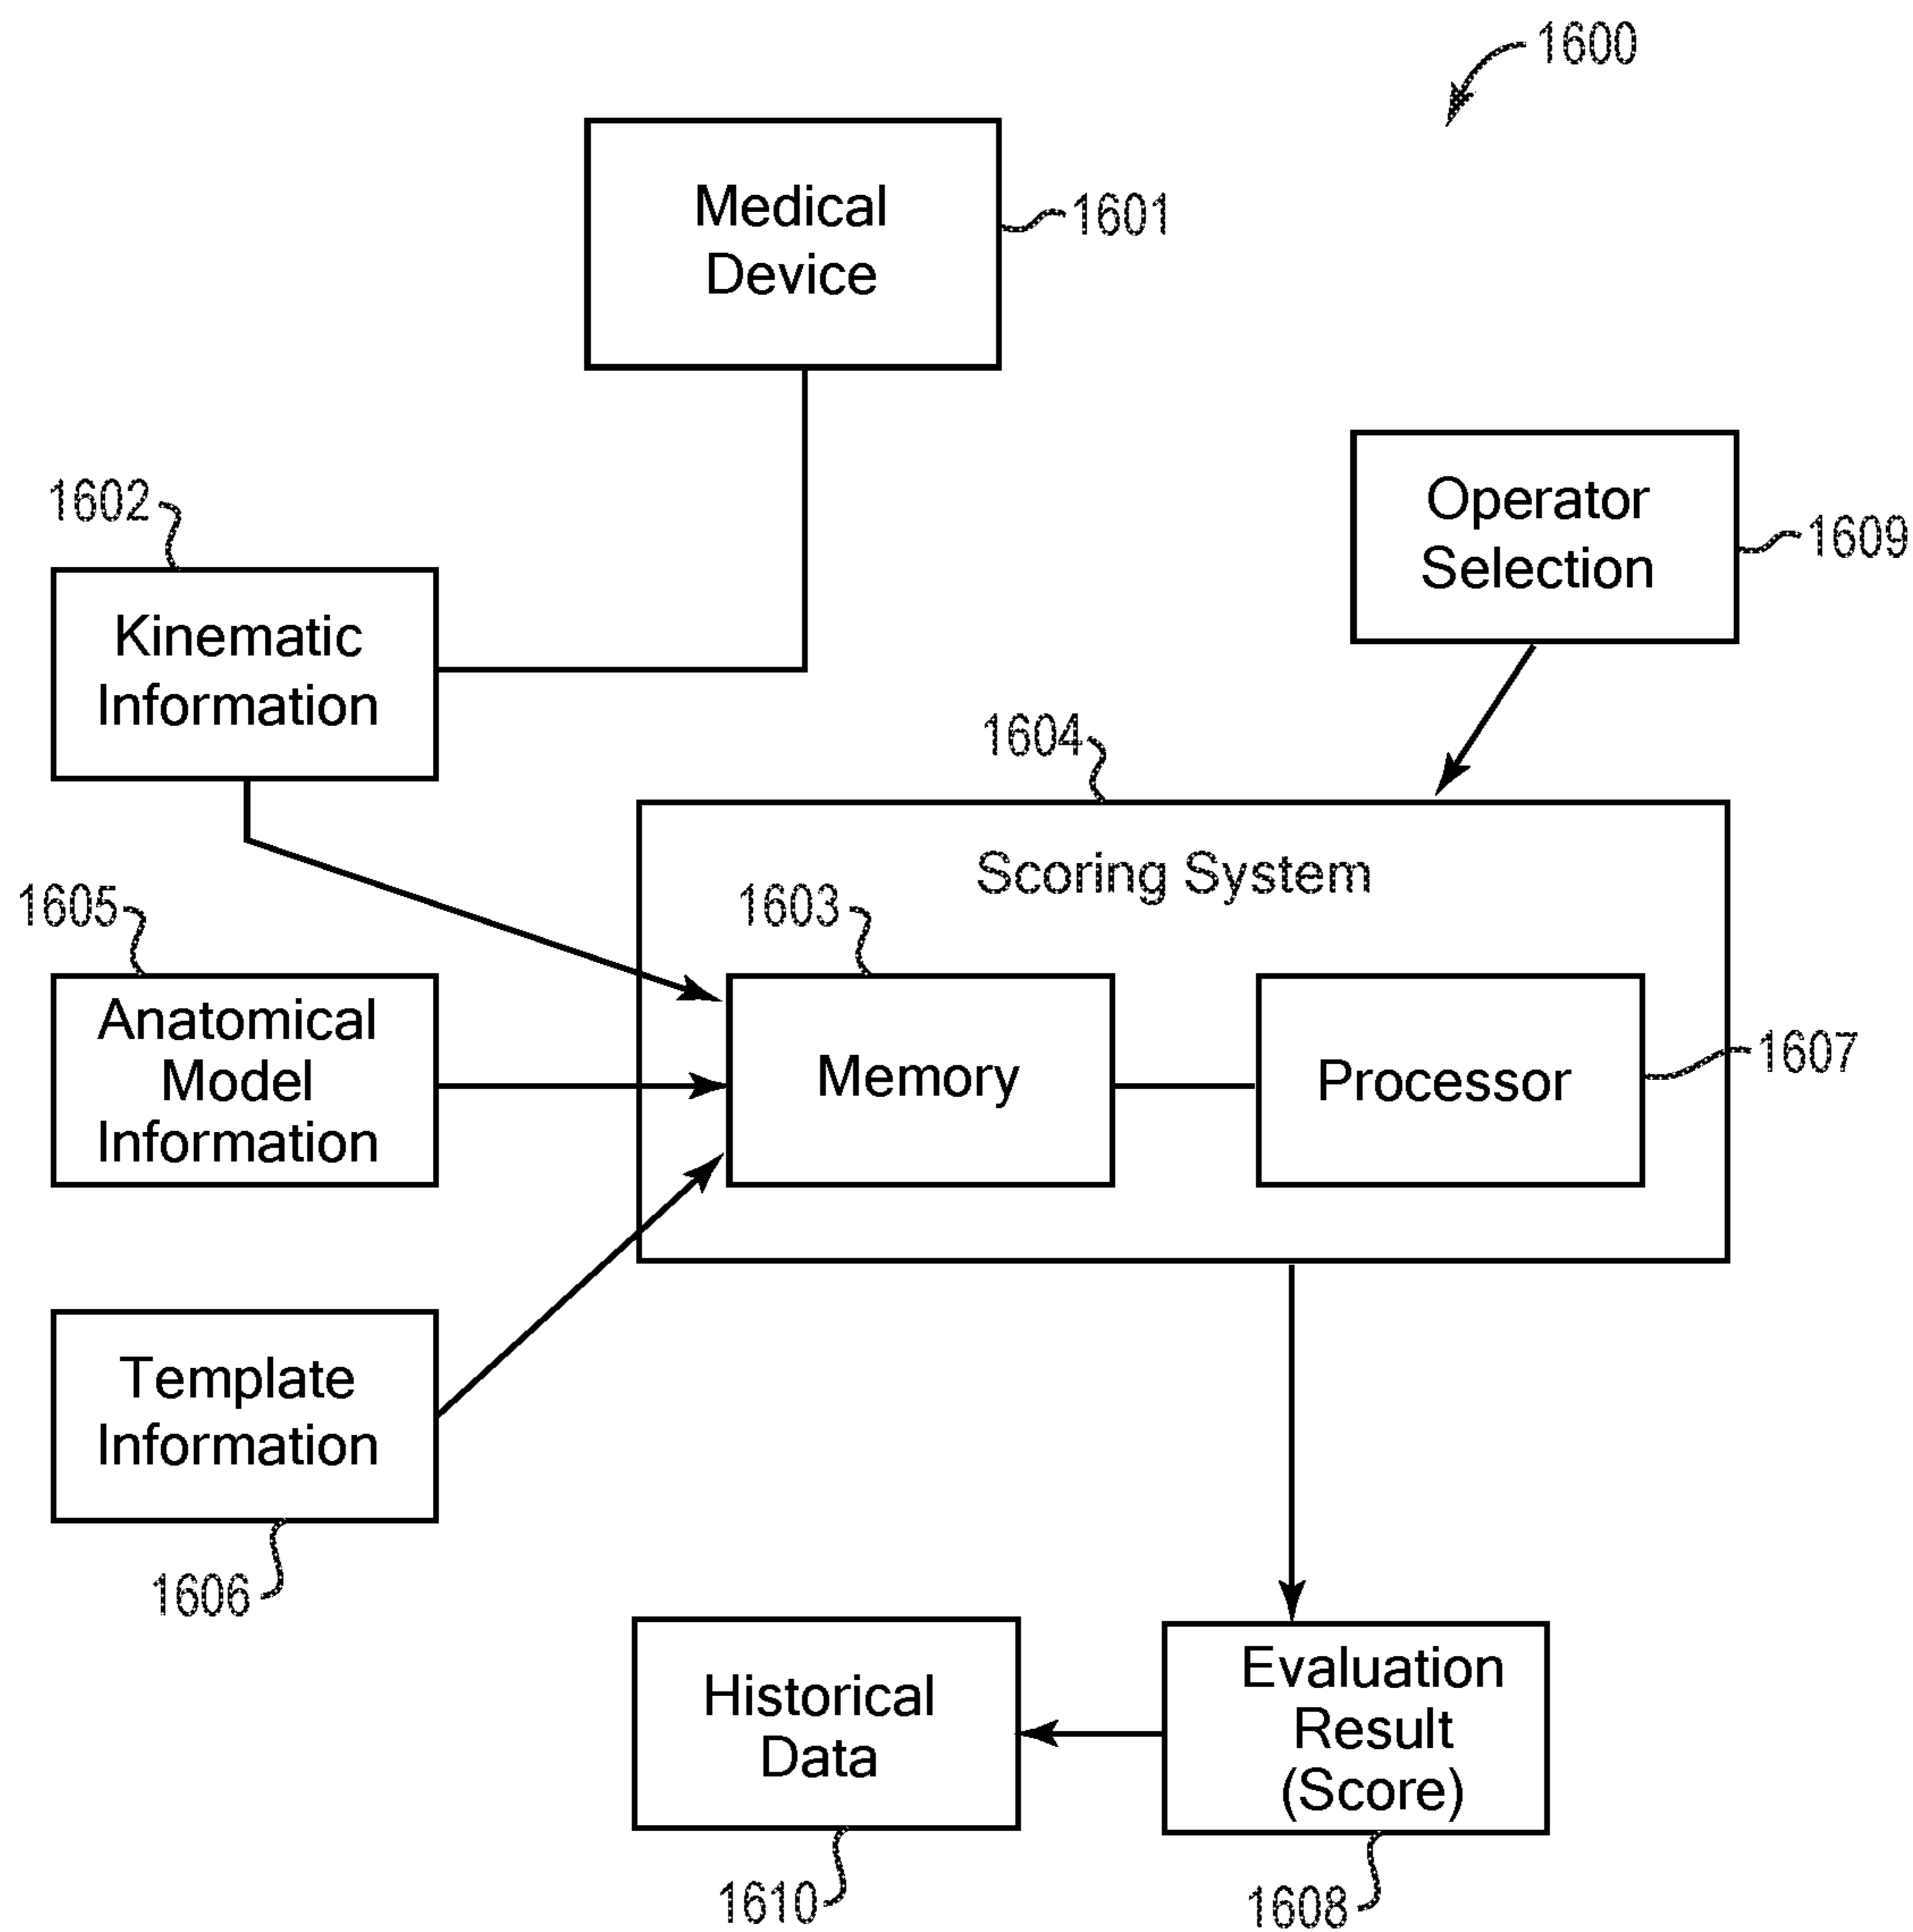 1600
Medical
Device
1601
1602
Kinematic
Information
Operator
Selection
1609
1604
Scoring System
1603
1605
Anatomical
Model
Information
Memory
Processor
1607
Template
Information
1606
Historical
Data
1610
Evaluation
Result
(Score)
1608